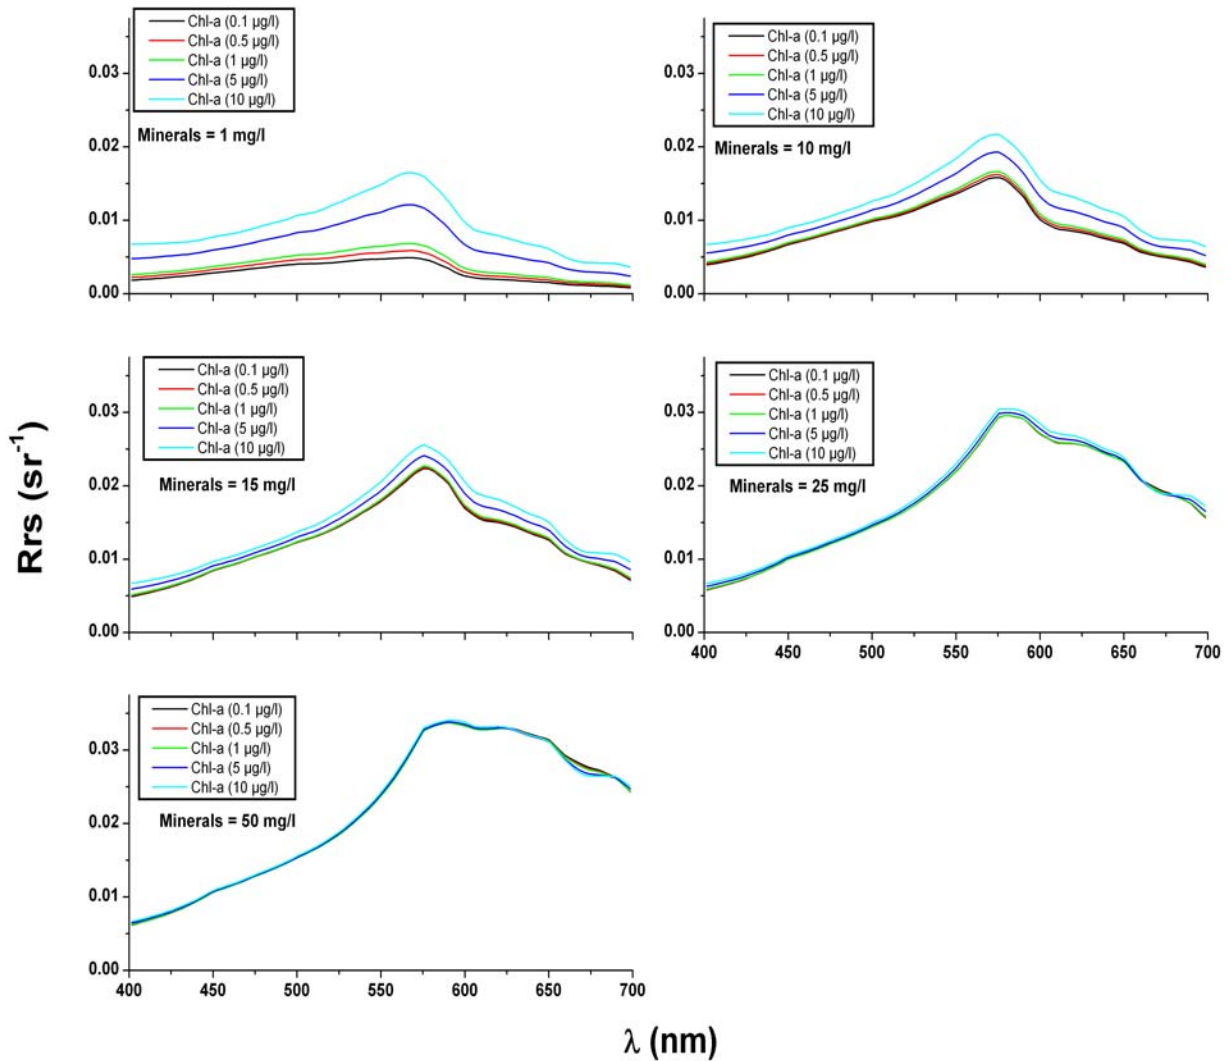 Rrs (sr⁻¹)
Chl-a (0.1 µg/l)
Chl-a (0.5 µg/l)
Chl-a (1 µg/l)
Chl-a (5 µg/l)
Chl-a (10 µg/l)
Minerals = 1 mg/l
0.03
0.02
0.01
0.00
Chl-a (0.1 µg/l)
Chl-a (0.5 µg/l)
Chl-a (1 µg/l)
Chl-a (5 µg/l)
Chl-a (10 µg/l)
Minerals = 10 mg/l
0.03
0.02
0.01
0.00
Chl-a (0.1 µg/l)
Chl-a (0.5 µg/l)
Chl-a (1 µg/l)
Chl-a (5 µg/l)
Chl-a (10 µg/l)
Minerals = 15 mg/l
0.03
0.02
0.01
0.00
Chl-a (0.1 µg/l)
Chl-a (0.5 µg/l)
Chl-a (1 µg/l)
Chl-a (5 µg/l)
Chl-a (10 µg/l)
Minerals = 25 mg/l
0.03
0.02
0.01
0.00
400 450 500 550 600 650 700
Chl-a (0.1 µg/l)
Chl-a (0.5 µg/l)
Chl-a (1 µg/l)
Chl-a (5 µg/l)
Chl-a (10 µg/l)
Minerals = 50 mg/l
0.03
0.02
0.01
0.00
400 450 500 550 600 650 700
λ (nm)